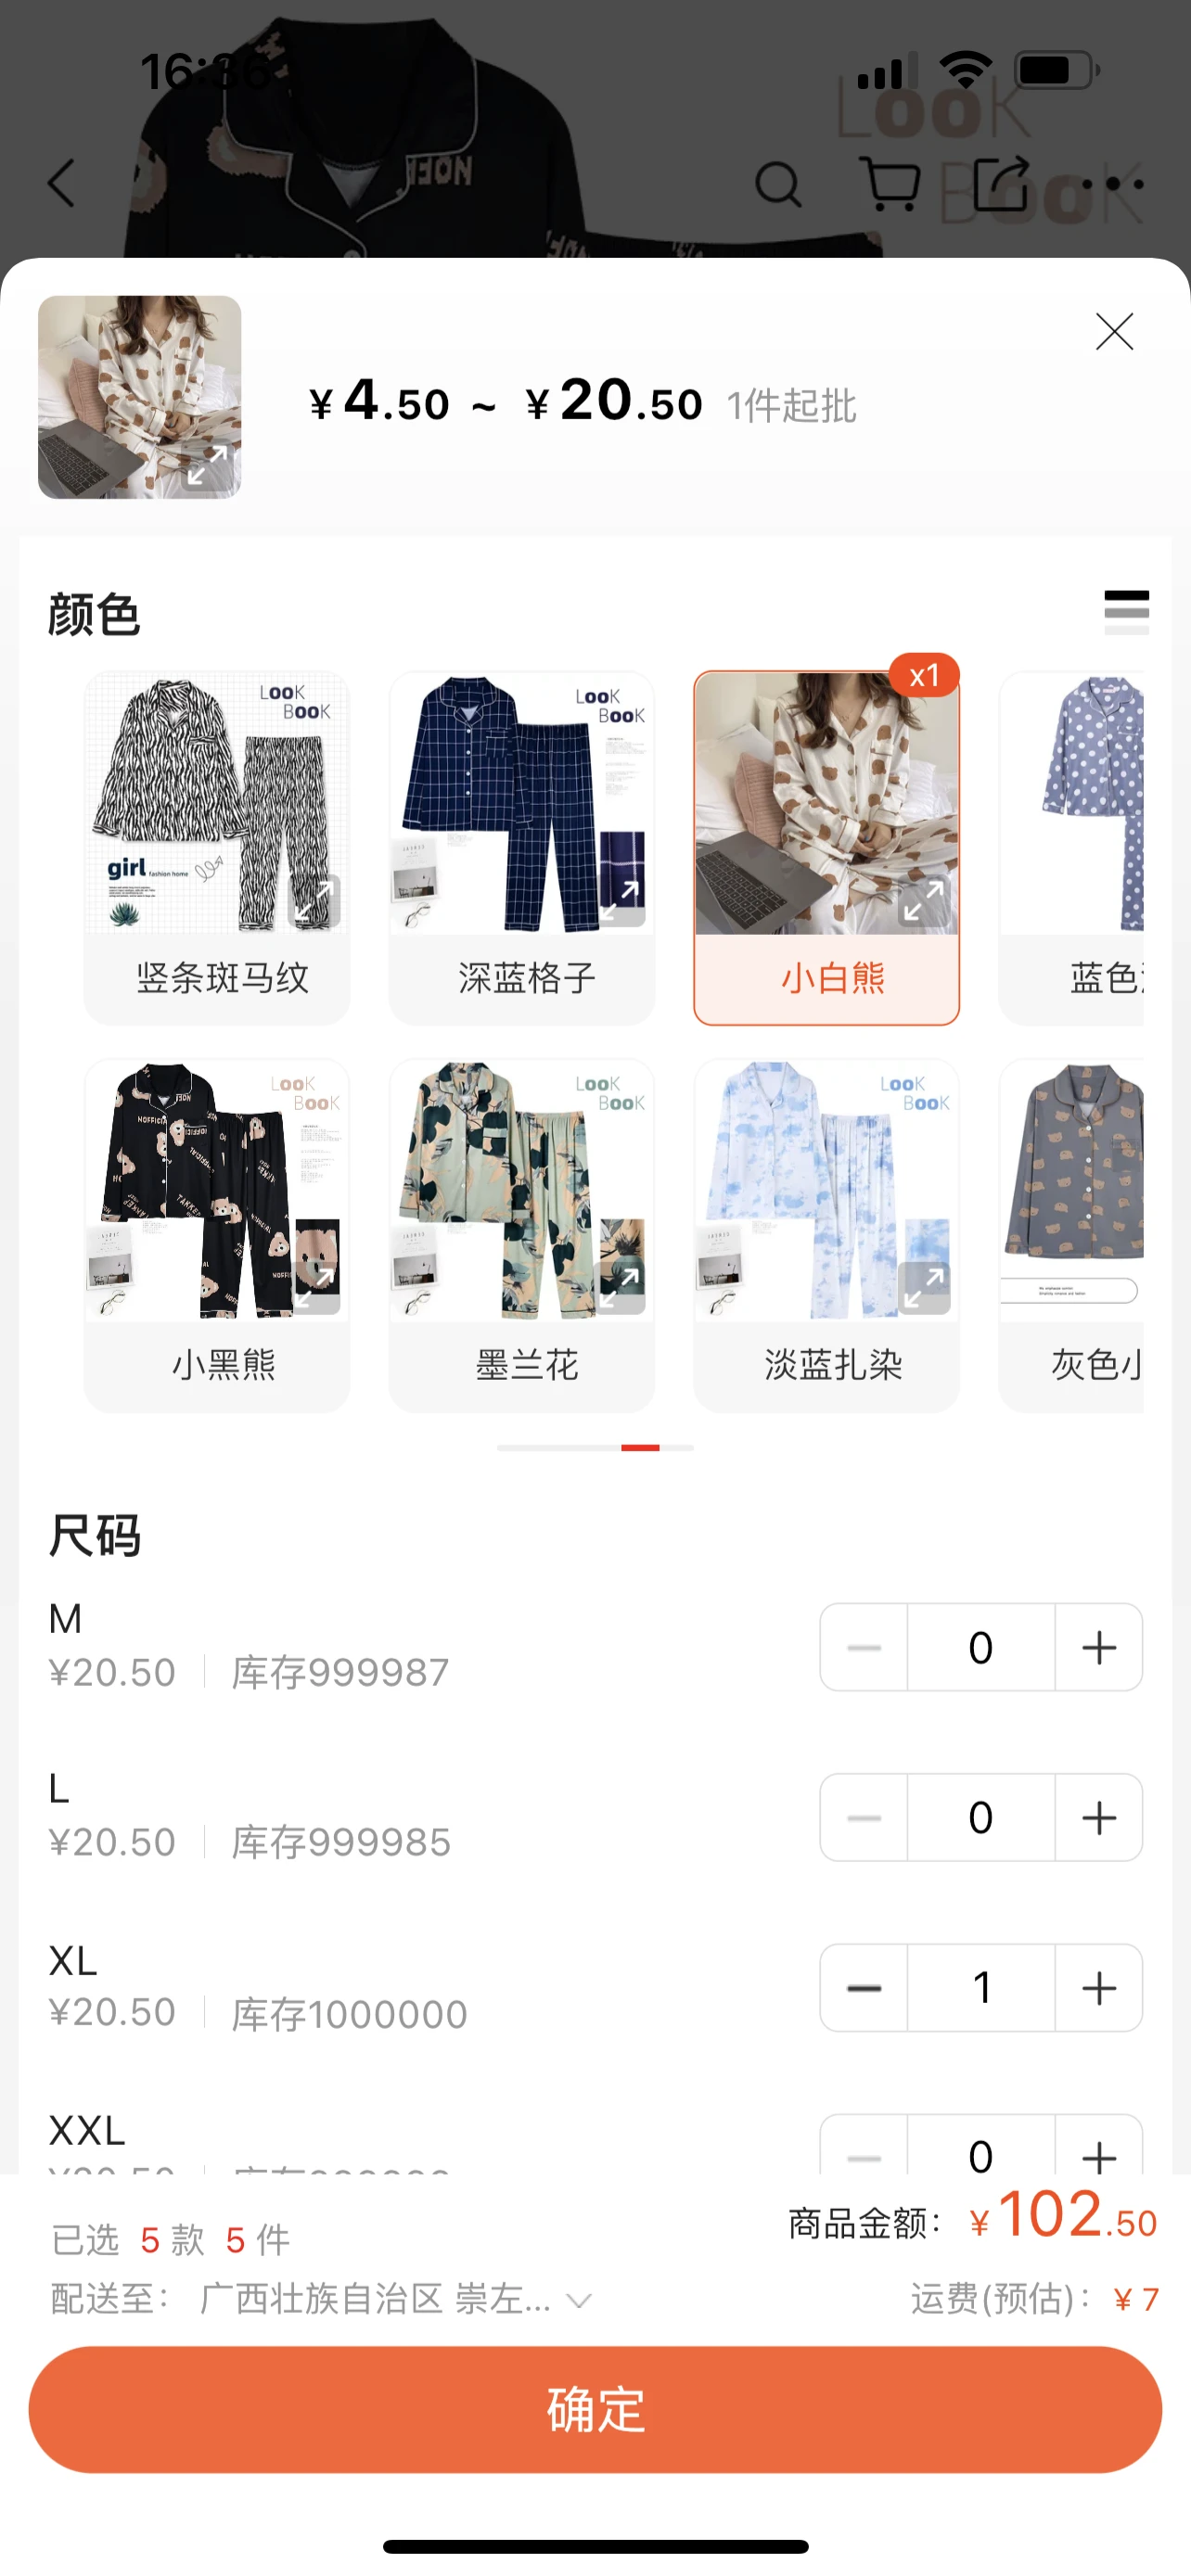 16:36
LooK
BooK
¥4.50 ~ ¥20.50 1件起批
颜色
x1
LooK
BooK
girl fashion home
LooK
BooK
竖条斑马纹
深蓝格子
小白熊
蓝色
LooK
BooK
LooK
BooK
LooK
BooK
小黑熊
墨兰花
淡蓝扎染
灰色小
尺码
M
¥20.50 库存999987
0
L
¥20.50 库存999985
0
XL
¥20.50 库存1000000
1
XXL
0
已选 5 款 5 件
商品金额: ¥102.50
配送至: 广西壮族自治区 崇左...
运费(预估): ¥7
确定